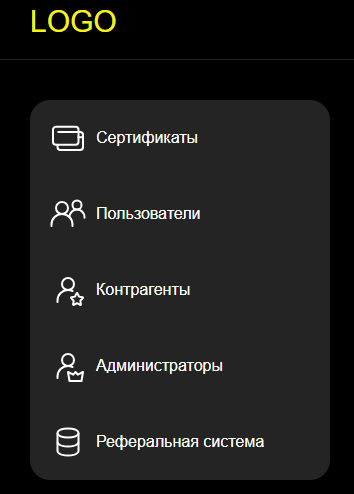 LOGO
Сертификаты
Пользователи
Контрагенты
Администраторы
Реферальная система